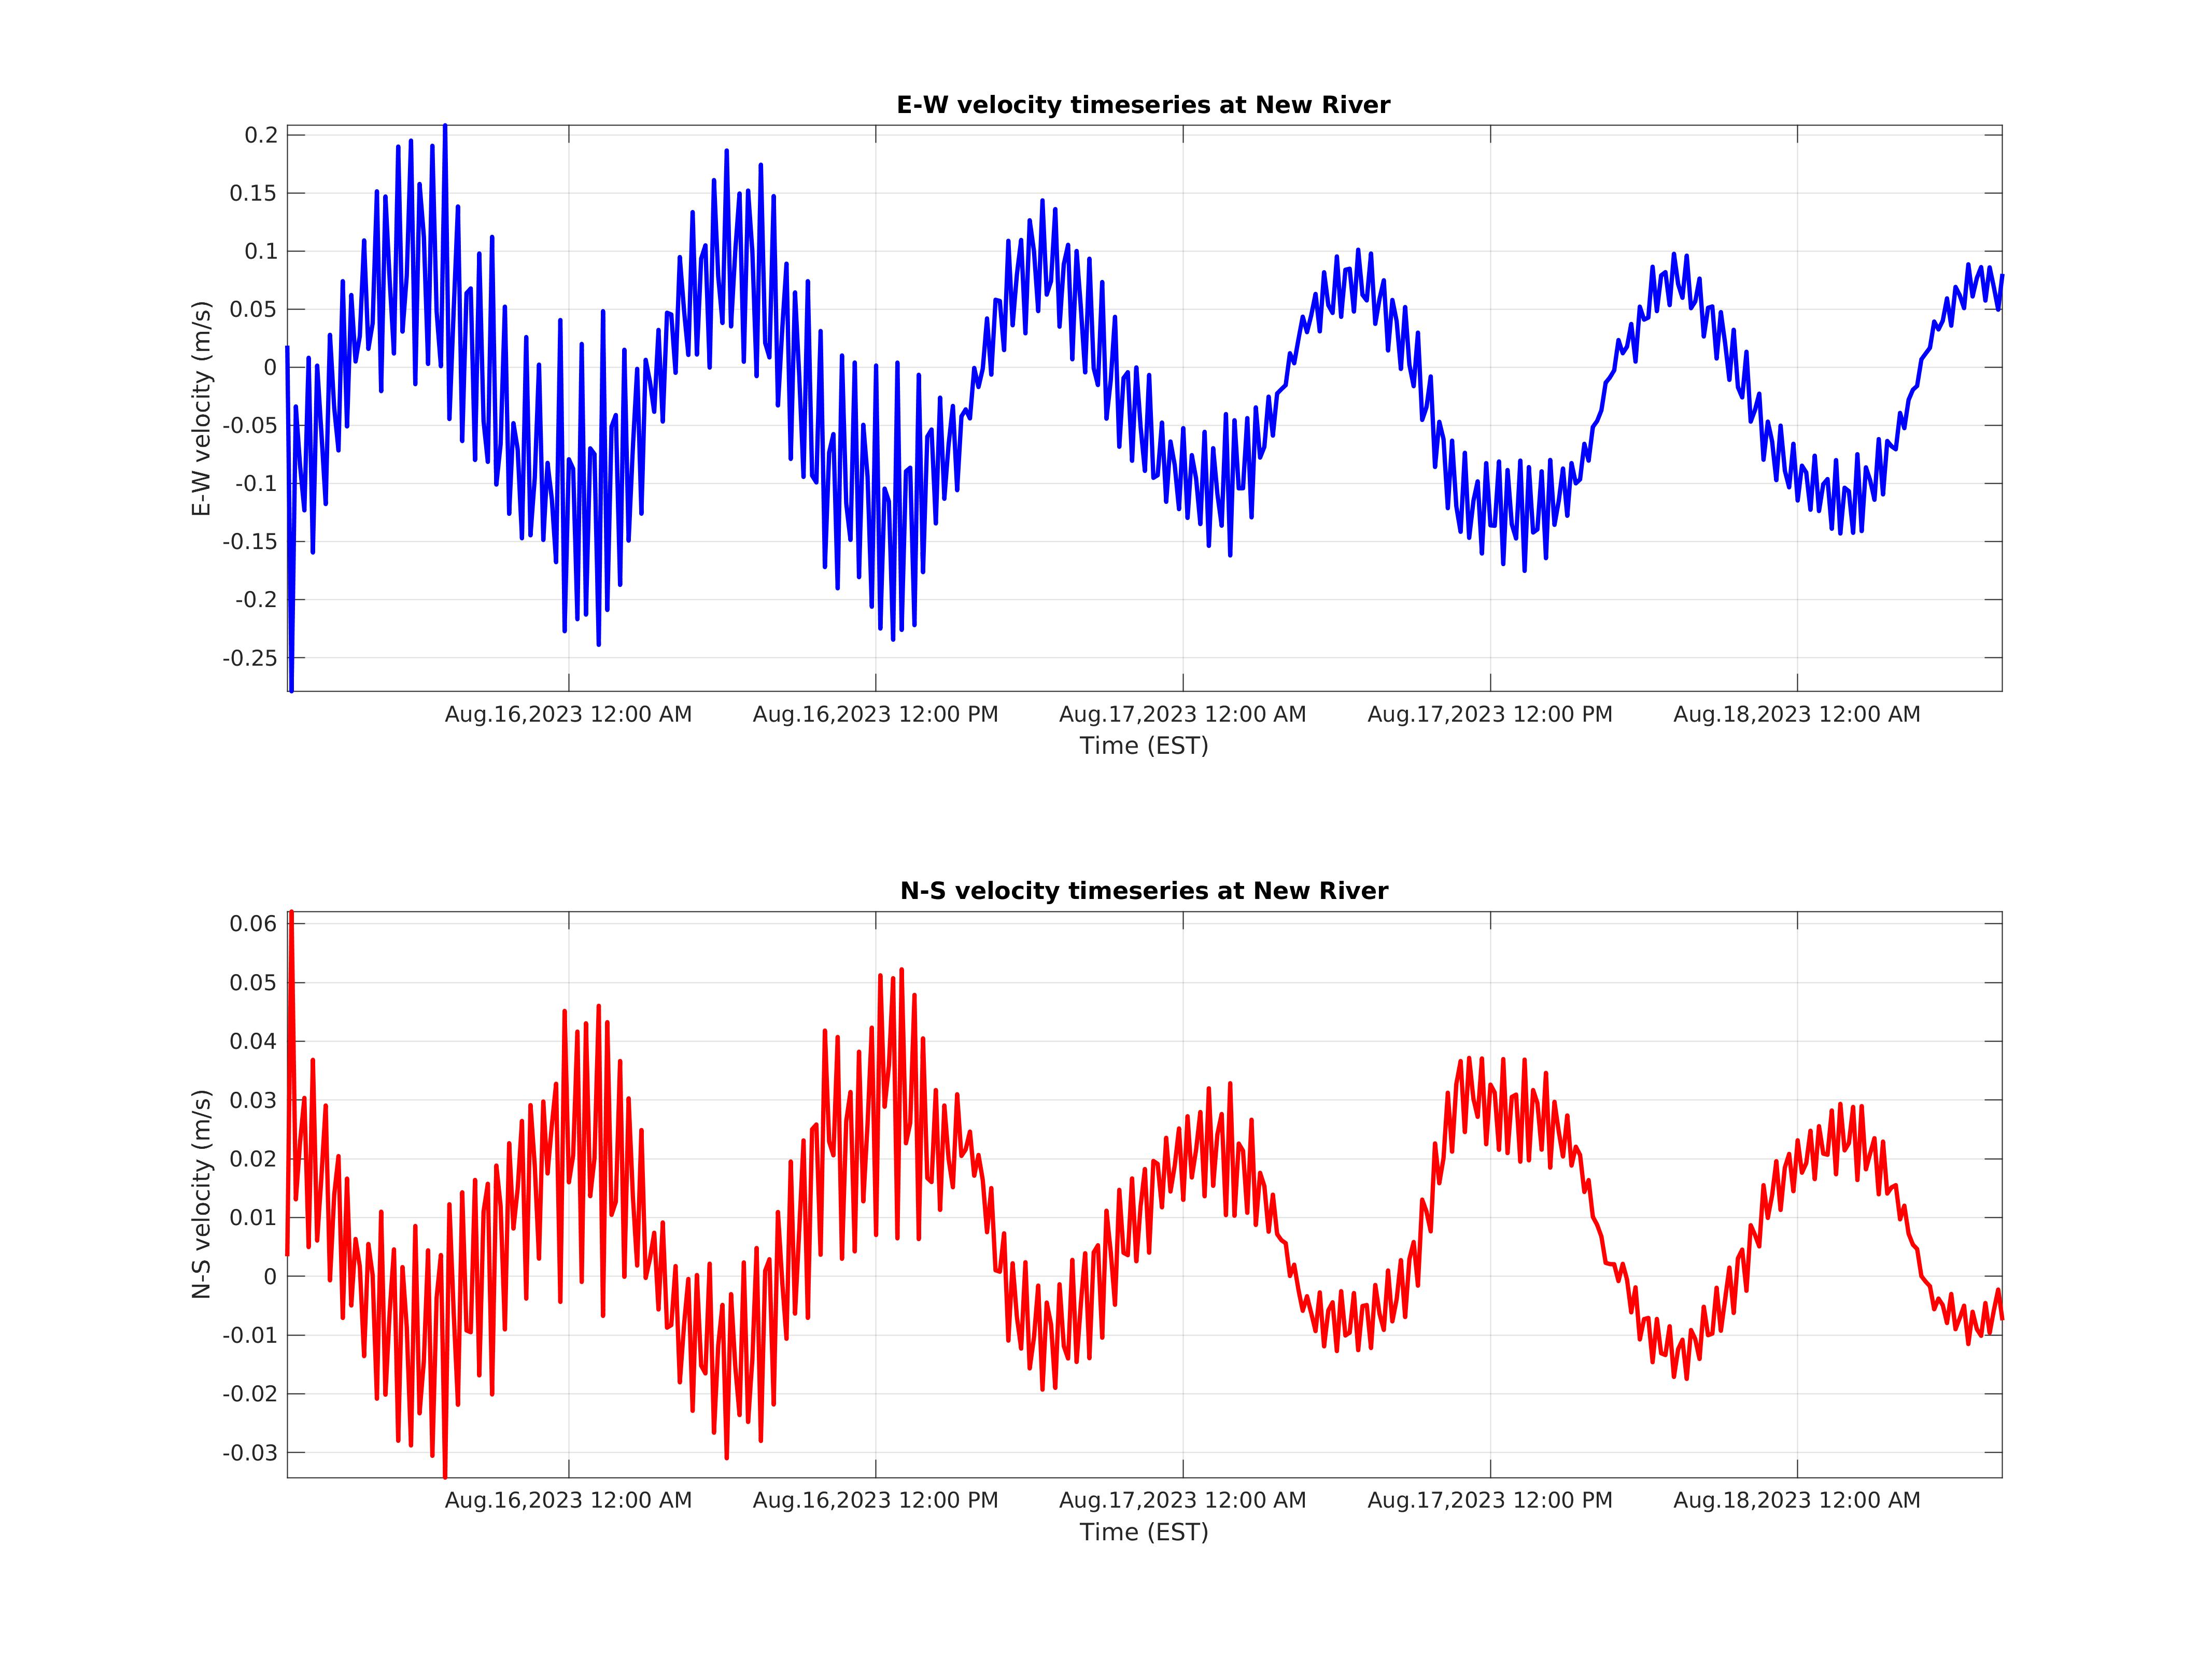 E-W velocity timeseries at New River
E-W velocity (m/s)
0.2
0.15
0.1
0.05
0
-0.05
-0.1
-0.15
-0.2
-0.25
Aug.16,2023 12:00 AM Aug.16,2023 12:00 PM Aug.17,2023 12:00 AM Aug.17,2023 12:00 PM Aug.18,2023 12:00 AM
Time (EST)
N-S velocity timeseries at New River
N-S velocity (m/s)
0.06
0.05
0.04
0.03
0.02
0.01
0
-0.01
-0.02
-0.03
Aug.16,2023 12:00 AM Aug.16,2023 12:00 PM Aug.17,2023 12:00 AM Aug.17,2023 12:00 PM Aug.18,2023 12:00 AM
Time (EST)